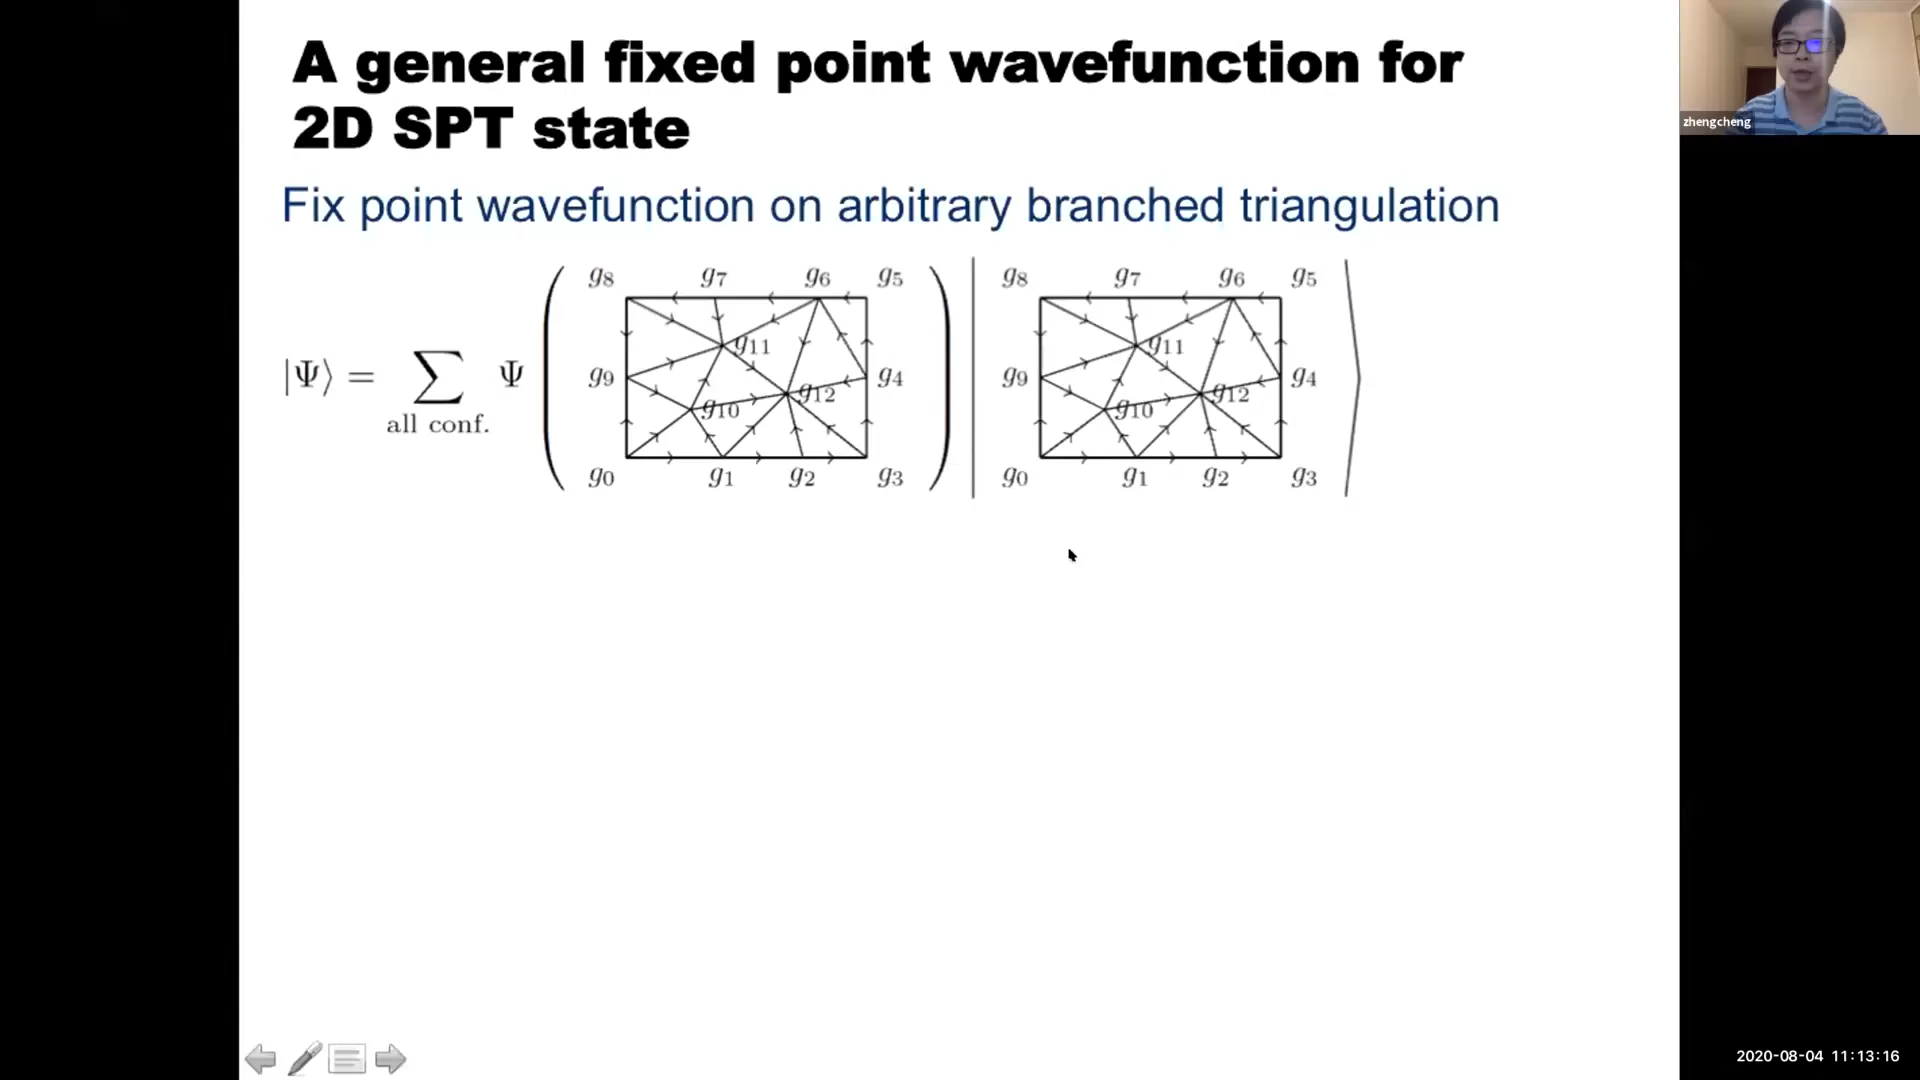 A general fixed point wavefunction for
2D SPT state
zhengcheng
Fix point wavefunction on arbitrary branched triangulation
g8 g7 g6 g5 g8 g7 g6 g5
g11 g11
|Ψ⟩ = ∑ Ψ g9 g4 g9 g4
g12 g12
g10 g10
all conf.
g0 g1 g2 g3 g0 g1 g2 g3
2020-08-04 11:13:16